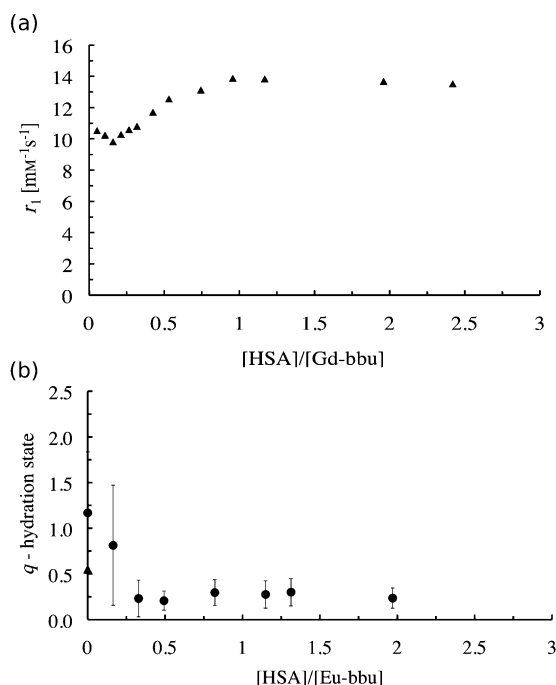 (a)
16
14
12
10
8
6
4
2
0
r₁ [mM⁻¹s⁻¹]
0 0.5 1 1.5 2 2.5 3
[HSA]/[Gd-bbu]
(b)
2.5
2.0
1.5
1.0
0.5
0.0
q - hydration state
0 0.5 1 1.5 2 2.5 3
[HSA]/[Eu-bbu]